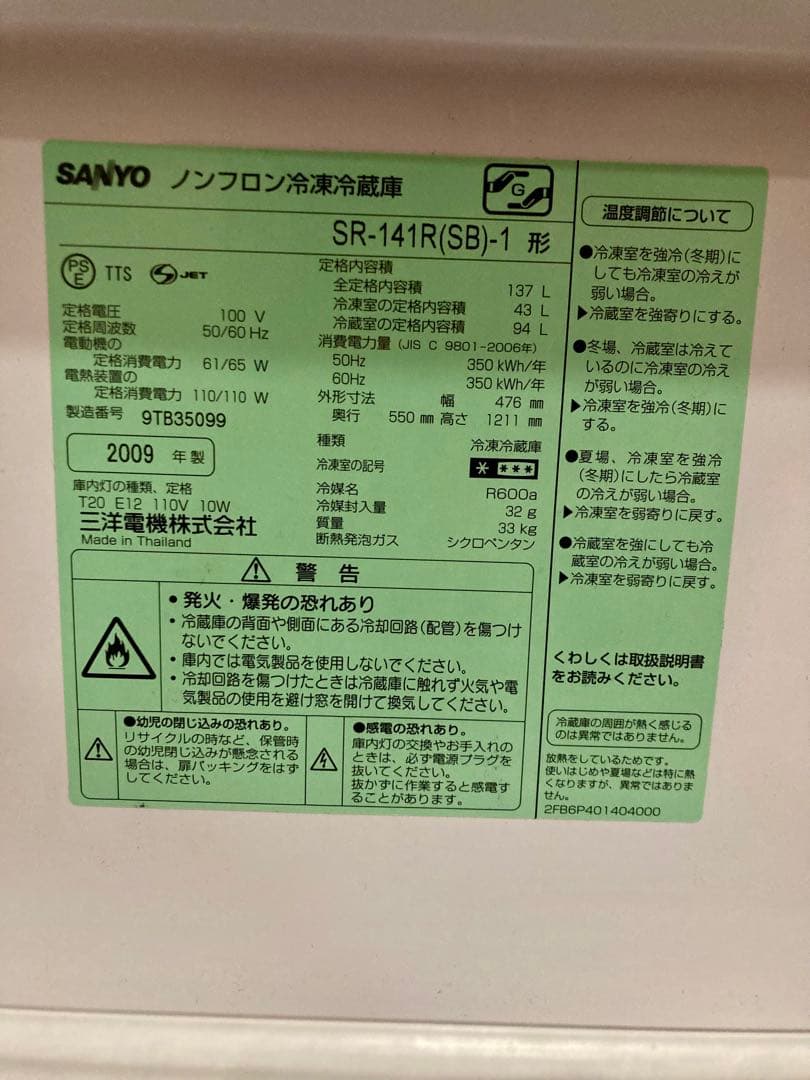 SANYO ノンフロン冷凍冷蔵庫
G
SR-141R(SB)-1 形
PS E TTS S JET
定格電圧 100 V
定格周波数 50/60 Hz
電動機の
定格消費電力 61/65 W
電熱装置の
定格消費電力 110/110 W
製造番号 9TB35099
2009 年製
庫内灯の種類、定格
T20 E12 110V 10W
三洋電機株式会社
Made in Thailand
定格内容積
全定格内容積 137 L
冷凍室の定格内容積 43 L
冷蔵室の定格内容積 94 L
消費電力量 (JIS C 9801-2006年)
50Hz 350 kWh/年
60Hz 350 kWh/年
外形寸法 幅 476 mm
奥行 550 mm 高さ 1211 mm
種類 冷凍冷蔵庫
冷凍室の記号 * ***
冷媒名 R600a
冷媒封入量 32 g
質量 33 kg
断熱発泡ガス シクロペンタン
警告
• 発火・爆発の恐れあり
• 冷蔵庫の背面や側面にある冷却回路(配管)を傷つけ
ないでください。
• 庫内では電気製品を使用しないでください。
• 冷却回路を傷つけたときは冷蔵庫に触れず火気や電
気製品の使用を避け窓を開けて換気してください。
●幼児の閉じ込みの恐れあり。
リサイクルの時など、保管時
の幼児閉じ込みが懸念される
場合は、扉パッキングをはず
してください。
●感電の恐れあり。
庫内灯の交換やお手入れの
ときは、必ず電源プラグを
抜いてください。
抜かずに作業すると感電す
ることがあります。
温度調節について
●冷凍室を強冷(冬期)に
しても冷凍室の冷えが
弱い場合。
▶冷蔵室を強寄りにする。
●冬場、冷蔵室は冷えて
いるのに冷凍室の冷え
が弱い場合。
▶冷凍室を強冷(冬期)に
する。
●夏場、冷凍室を強冷
(冬期)にしたら冷蔵室
の冷えが弱い場合。
▶冷凍室を弱寄りに戻す。
●冷蔵室を強にしても冷
蔵室の冷えが弱い場合。
▶冷凍室を弱寄りに戻す。
くわしくは取扱説明書
をお読みください。
冷蔵庫の周囲が熱く感じる
のは異常ではありません。
放熱をしているためです。
使いはじめや夏場などは特に熱
くなりますが、異常ではありま
せん。
2FB6P401404000